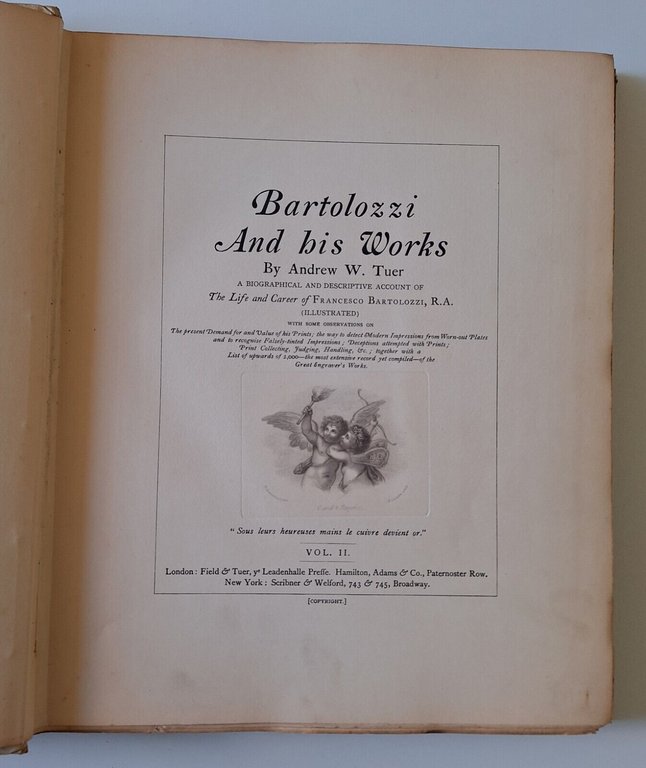 Bartolozzi
And his Works
By Andrew W. Tuer
A BIOGRAPHICAL AND DESCRIPTIVE ACCOUNT OF
The Life and Career of FRANCESCO BARTOLOZZI, R.A.
(ILLUSTRATED)
WITH SOME OBSERVATIONS ON
The present Demand for and Value of his Prints; the way to detect Modern Impressions from Worn-out Plates
and to recognise Falsely-tinted Impressions; Deceptions attempted with Prints;
Print Collecting, Judging, Handling, &c.; together with a
List of upwards of 2,000—the most extensive record yet compiled—of the
Great Engraver's Works.
"Sous leurs heureuses mains le cuivre devient or."
VOL. II.
London: Field & Tuer, yᵉ Leadenhalle Presse. Hamilton, Adams & Co., Paternoster Row.
New York: Scribner & Welford, 743 & 745, Broadway.
[COPYRIGHT.]